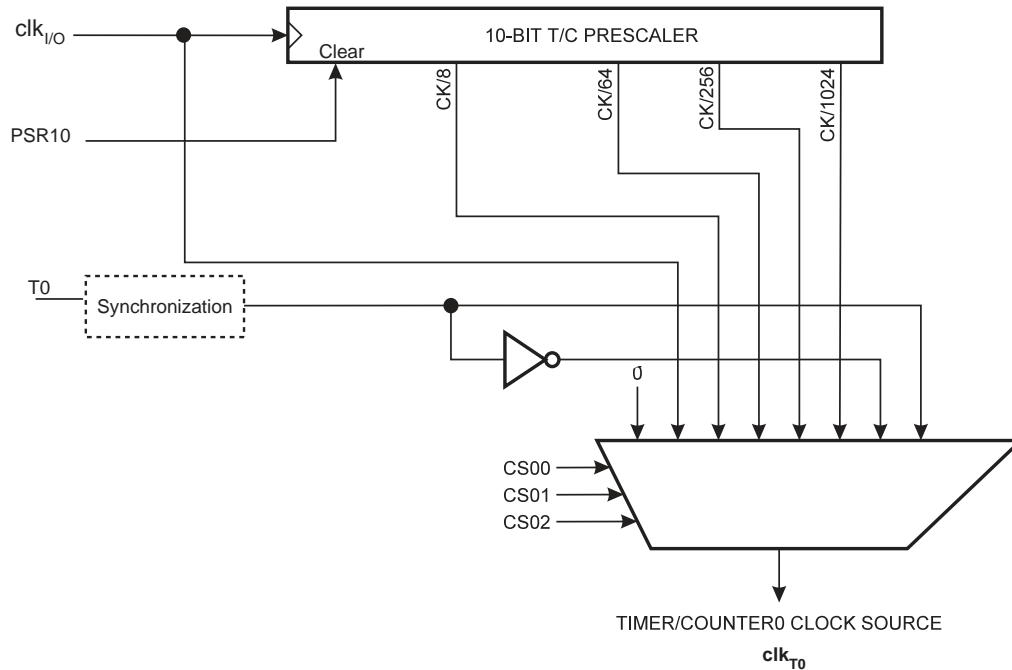 clkI/O
10-BIT T/C PRESCALER
Clear
CK/8
CK/64
CK/256
CK/1024
PSR10
T0
Synchronization
0
CS00
CS01
CS02
TIMER/COUNTER0 CLOCK SOURCE
clkT0